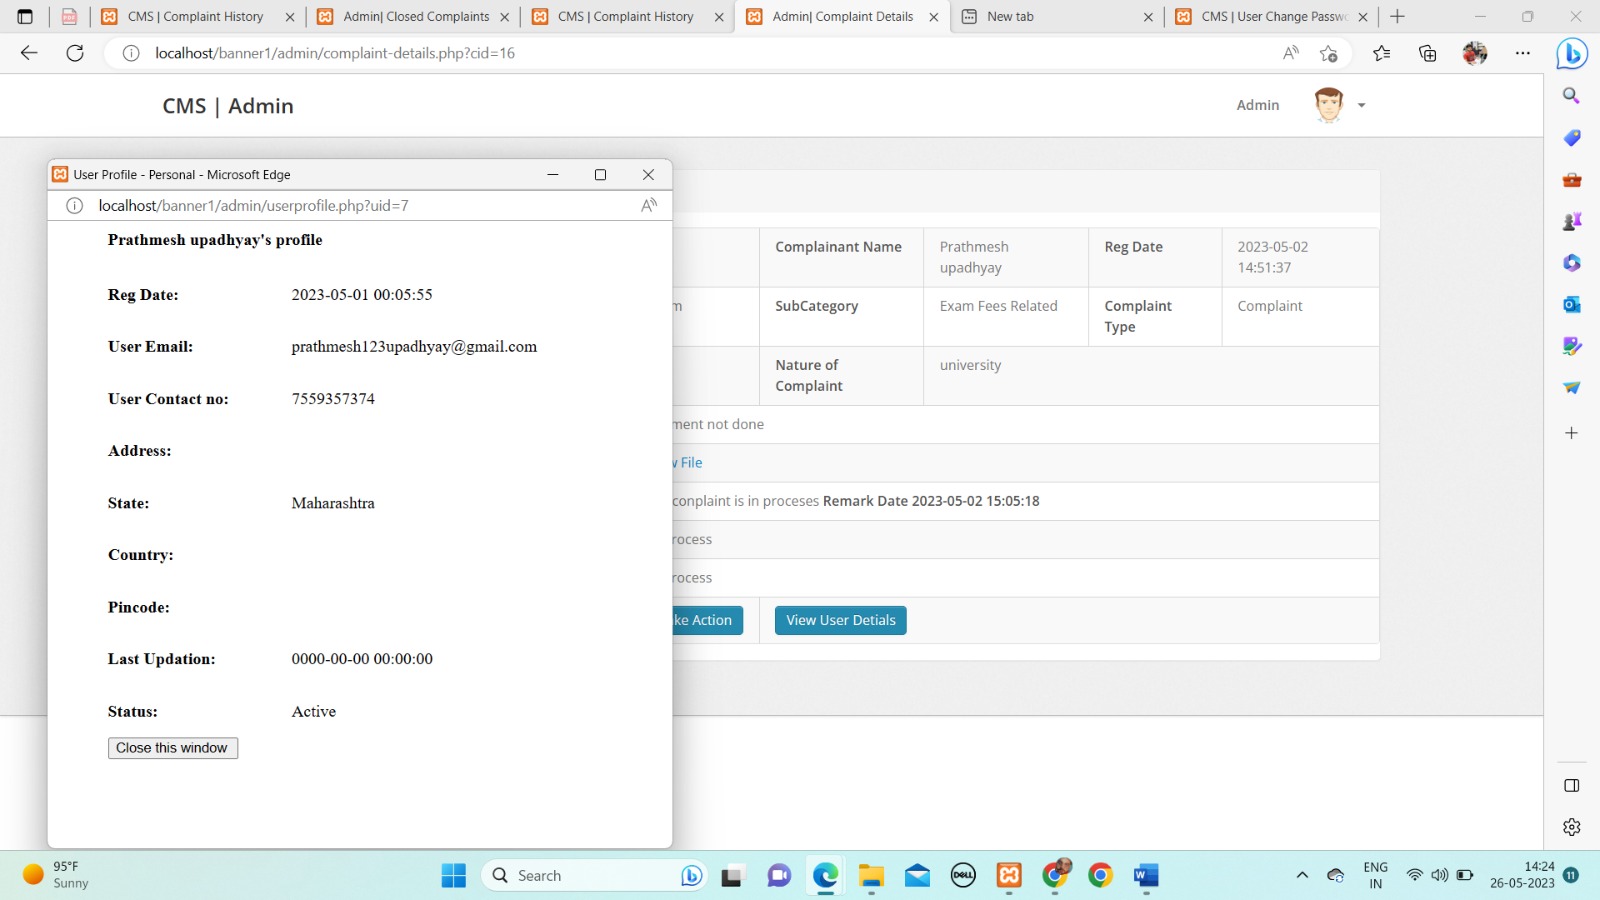 CMS | Complaint History
Admin| Closed Complaints
CMS | Complaint History
Admin| Complaint Details
New tab
CMS | User Change Passwo
localhost/banner1/admin/complaint-details.php?cid=16
CMS | Admin
Admin
User Profile - Personal - Microsoft Edge
localhost/banner1/admin/userprofile.php?uid=7
Prathmesh upadhyay's profile
Reg Date: 2023-05-01 00:05:55
User Email: prathmesh123upadhyay@gmail.com
User Contact no: 7559357374
Address:
State: Maharashtra
Country:
Pincode:
Last Updation: 0000-00-00 00:00:00
Status: Active
Close this window
Complainant Name
Prathmesh
upadhyay
Reg Date
2023-05-02
14:51:37
m
SubCategory
Exam Fees Related
Complaint
Type
Complaint
Nature of
Complaint
university
ment not done
w File
conplaint is in proceses Remark Date 2023-05-02 15:05:18
rocess
rocess
ke Action
View User Detials
95°F
Sunny
Search
DELL
W
ENG
IN
14:24
26-05-2023
11